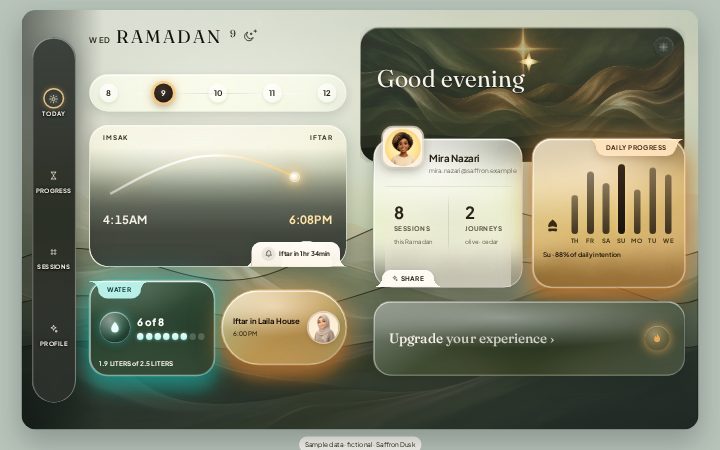 WED RAMADAN 9
TODAY
PROGRESS
SESSIONS
PROFILE
8 9 10 11 12
IMSAK IFTAR
4:15AM 6:08PM
Iftar in 1hr 34min
WATER
6 of 8
1.9 LITERS of 2.5 LITERS
Iftar in Laila House
6:00 PM
Good evening
Mira Nazari
mira.nazari@saffron.example
8
SESSIONS
this Ramadan
2
JOURNEYS
olive · cedar
SHARE
DAILY PROGRESS
TH FR SA SU MO TU WE
Su · 88% of daily intention
Upgrade your experience ›
Sample data · fictional · Saffron Dusk